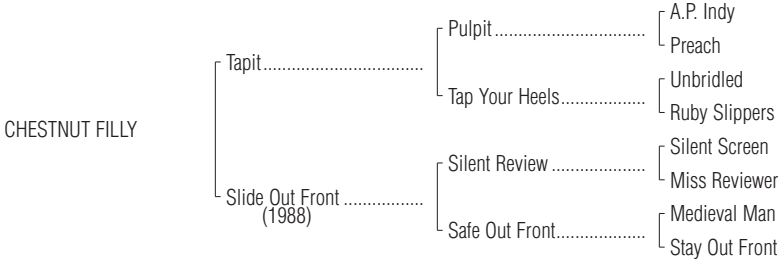 A.P. Indy
Pulpit................................
Preach
Tapit..................................
Unbridled
Tap Your Heels..................
Ruby Slippers
CHESTNUT FILLY
Silent Screen
Silent Review ....................
Miss Reviewer
Slide Out Front .................
(1988)
Medieval Man
Safe Out Front...................
Stay Out Front